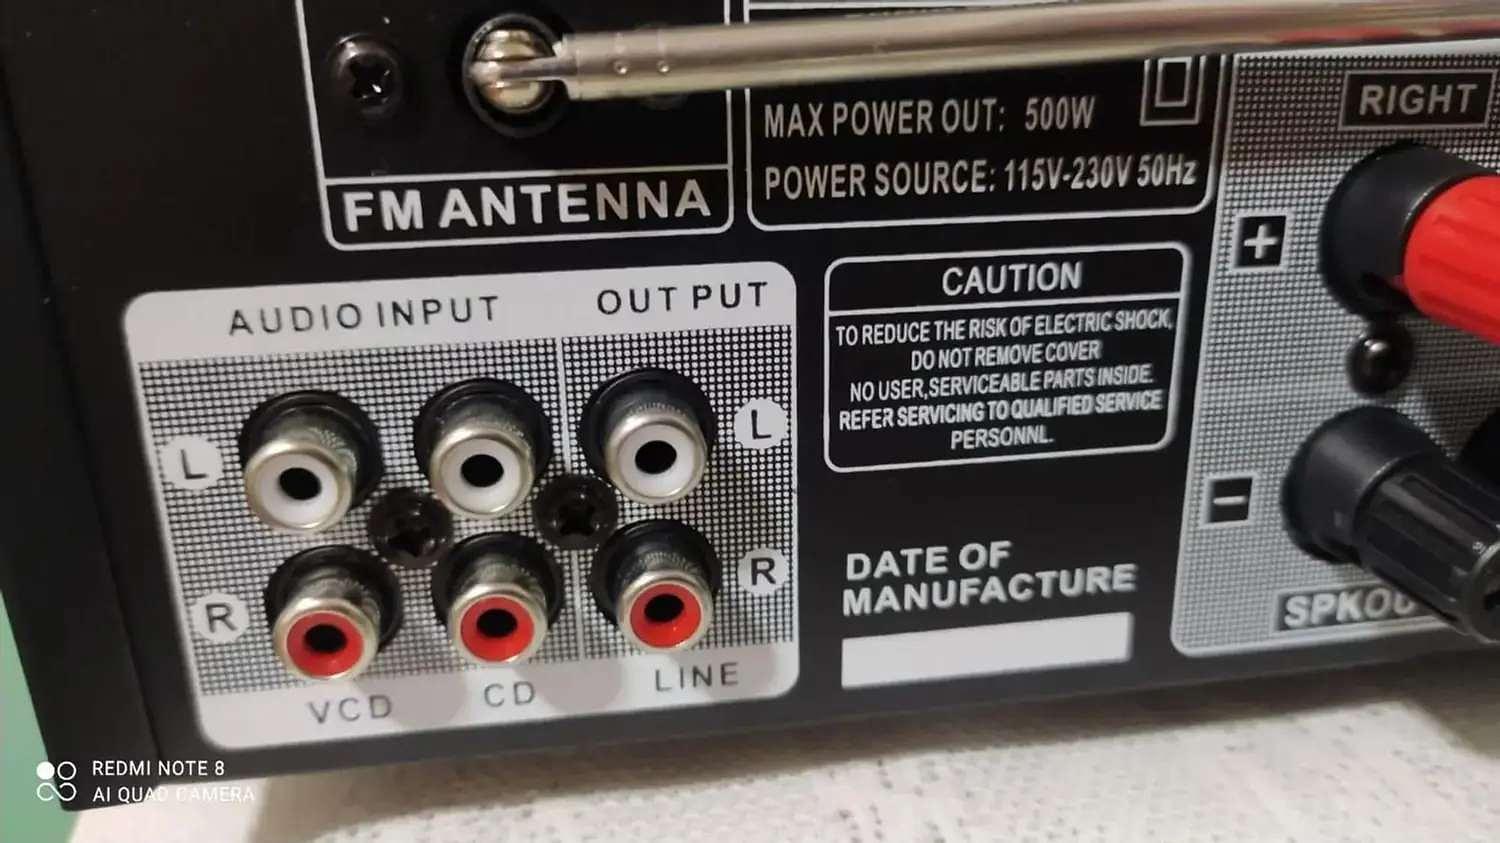 MAX POWER OUT: 500W
POWER SOURCE: 115V-230V 50Hz
FM ANTENNA
RIGHT
+
-
CAUTION
TO REDUCE THE RISK OF ELECTRIC SHOCK,
DO NOT REMOVE COVER
NO USER,SERVICEABLE PARTS INSIDE.
REFER SERVICING TO QUALIFIED SERVICE
PERSONNL.
AUDIO INPUT
OUT PUT
L
L
R
R
VCD
CD
LINE
DATE OF
MANUFACTURE
REDMI NOTE 8
AI QUAD CAMERA